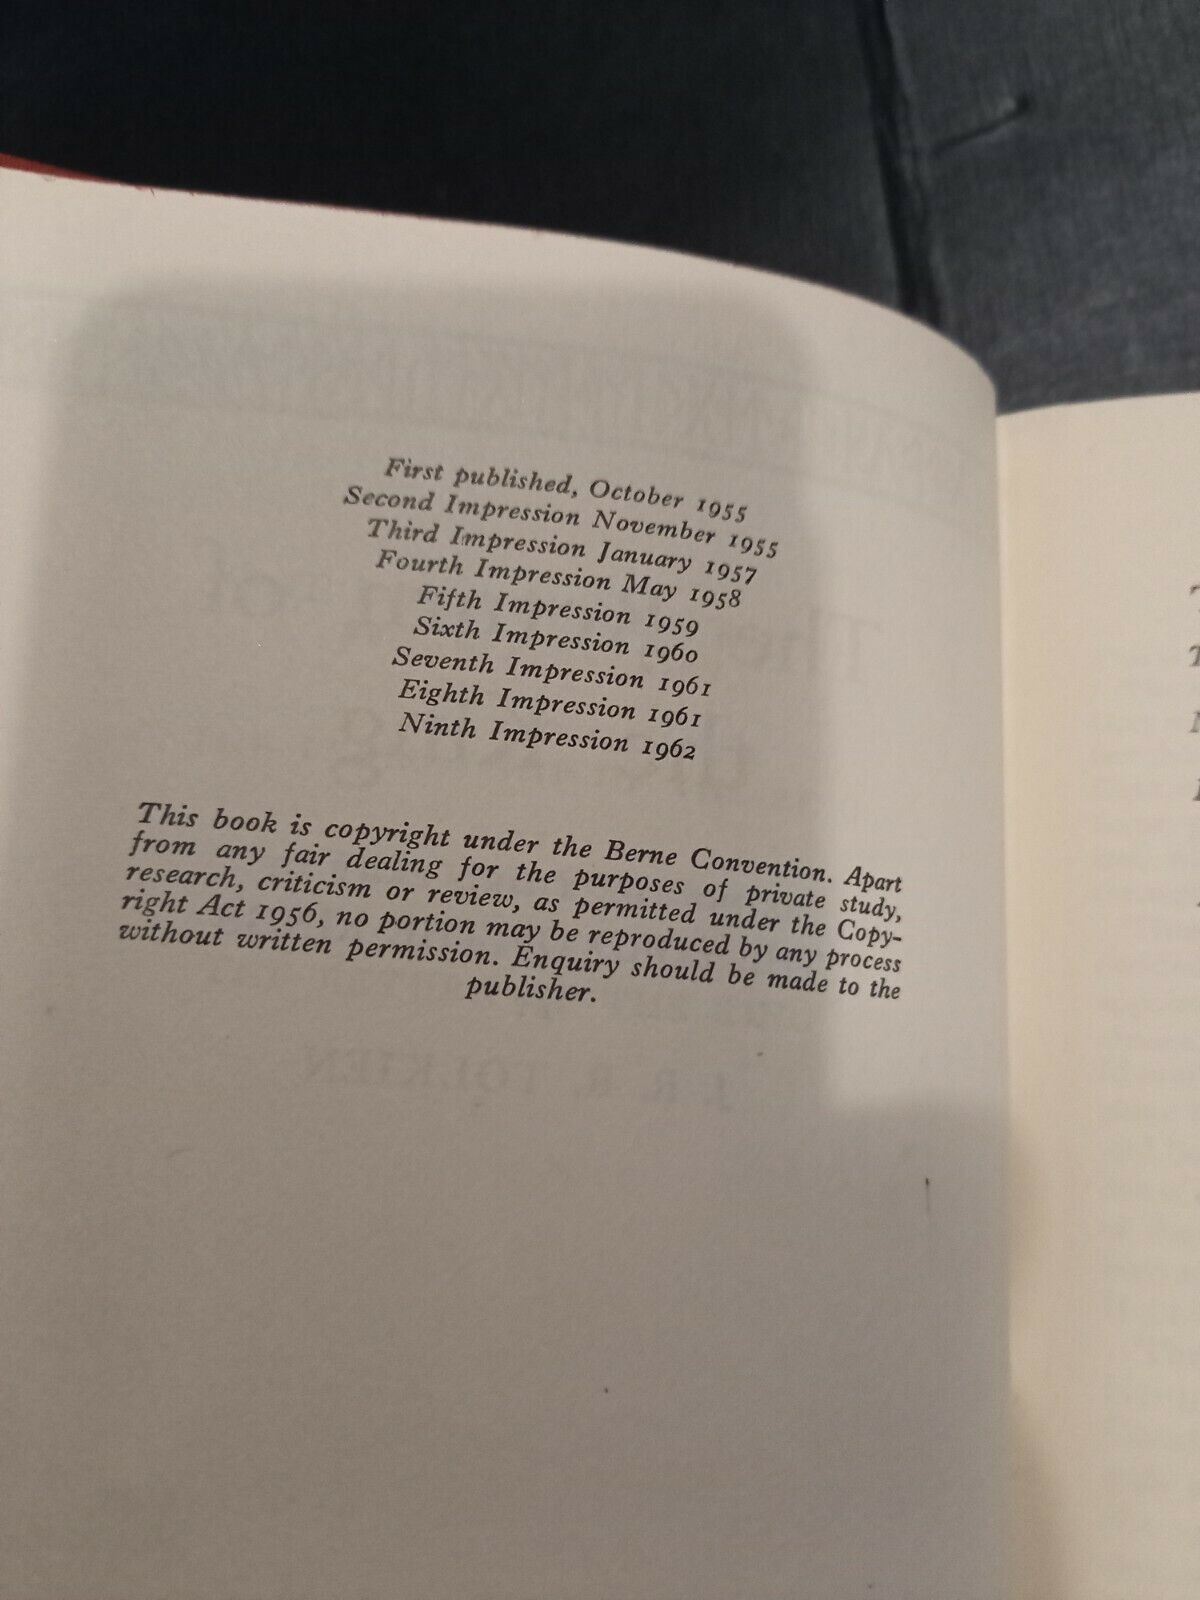 First published, October 1955
Second Impression November 1955
Third Impression January 1957
Fourth Impression May 1958
Fifth Impression 1959
Sixth Impression 1960
Seventh Impression 1961
Eighth Impression 1961
Ninth Impression 1962
This book is copyright under the Berne Convention. Apart
from any fair dealing for the purposes of private study,
research, criticism or review, as permitted under the Copy-
right Act 1956, no portion may be reproduced by any process
without written permission. Enquiry should be made to the
publisher.
J. R. R. TOLKIEN